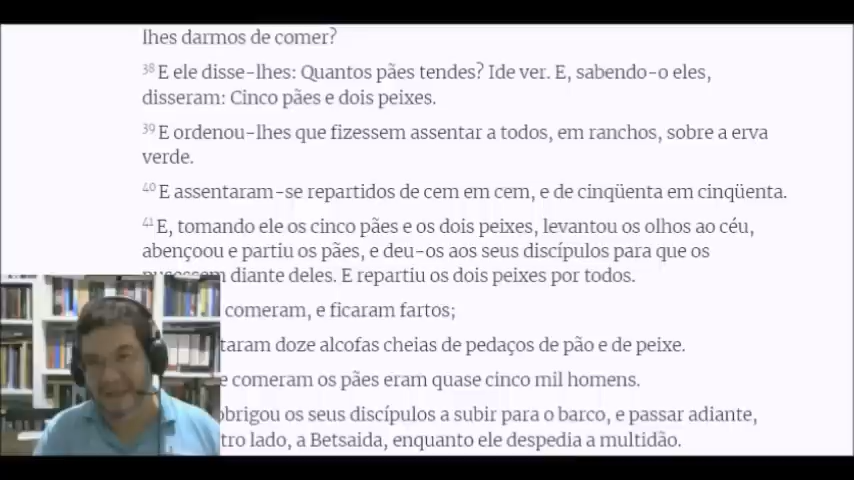 lhes darmos de comer?
38 E ele disse-lhes: Quantos pães tendes? Ide ver. E, sabendo-o eles,
disseram: Cinco pães e dois peixes.
39 E ordenou-lhes que fizessem assentar a todos, em ranchos, sobre a erva
verde.
40 E assentaram-se repartidos de cem em cem, e de cinqüenta em cinqüenta.
41 E, tomando ele os cinco pães e os dois peixes, levantou os olhos ao céu,
abençoou e partiu os pães, e deu-os aos seus discípulos para que os
diante deles. E repartiu os dois peixes por todos.
comeram, e ficaram fartos;
doze alcofas cheias de pedaços de pão e de peixe.
comeram os pães eram quase cinco mil homens.
obrigou os seus discípulos a subir para o barco, e passar adiante,
a Betsaida, enquanto ele despedia a multidão.